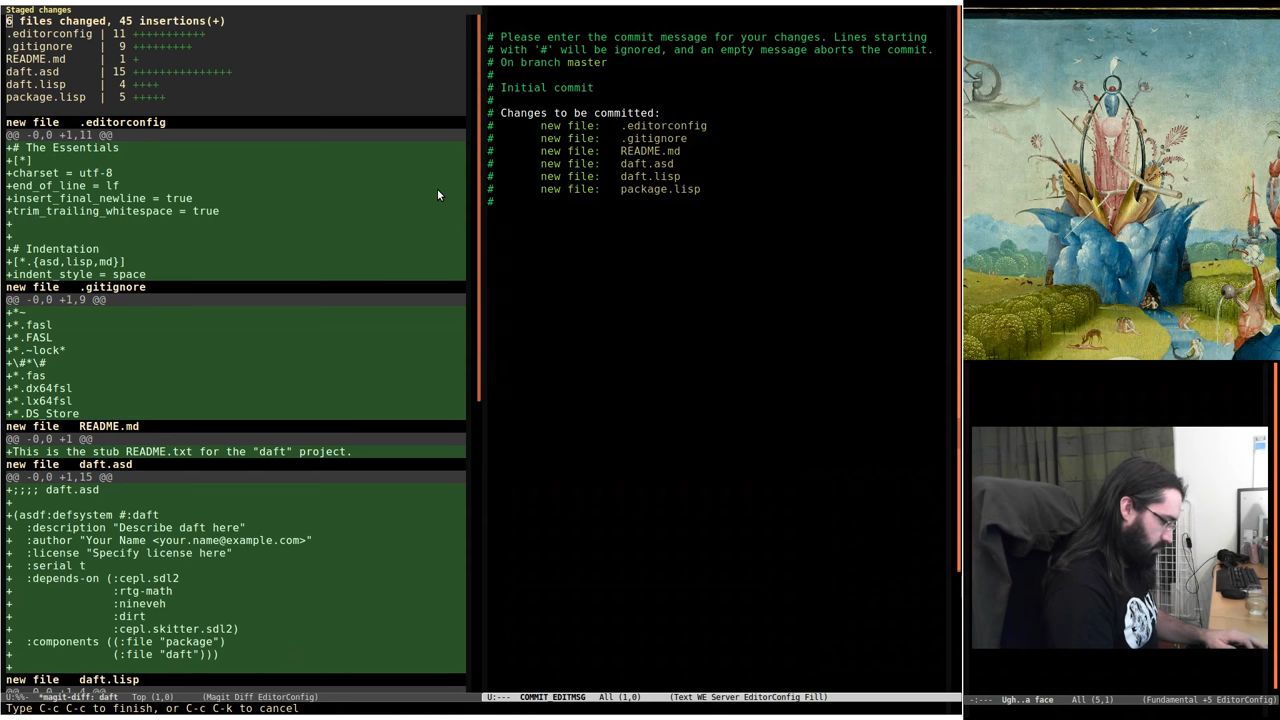 Staged changes
6 files changed, 45 insertions(+)
.editorconfig | 11 +++++++++++
.gitignore    |  9 +++++++++
README.md     |  1 +
daft.asd      | 15 +++++++++++++++
daft.lisp     |  4 ++++
package.lisp  |  5 +++++
new file   .editorconfig
@@ -0,0 +1,11 @@
+# The Essentials
+[*]
+charset = utf-8
+end_of_line = lf
+insert_final_newline = true
+trim_trailing_whitespace = true
+
+
+# Indentation
+[*.{asd,lisp,md}]
+indent_style = space
new file   .gitignore
@@ -0,0 +1,9 @@
+*~
+*.fasl
+*.FASL
+*.~lock*
+\#*\#
+*.fas
+*.dx64fsl
+*.lx64fsl
+*.DS_Store
new file   README.md
@@ -0,0 +1 @@
+This is the stub README.txt for the "daft" project.
new file   daft.asd
@@ -0,0 +1,15 @@
+;;;; daft.asd
+
+(asdf:defsystem #:daft
+  :description "Describe daft here"
+  :author "Your Name <your.name@example.com>"
+  :license "Specify license here"
+  :serial t
+  :depends-on (:cepl.sdl2
+               :rtg-math
+               :nineveh
+               :dirt
+               :cepl.skitter.sdl2)
+  :components ((:file "package")
+               (:file "daft")))
+
new file   daft.lisp
U:%%-  *magit-diff: daft   Top (1,0)      (Magit Diff EditorConfig)
Type C-c C-c to finish, or C-c C-k to cancel
# Please enter the commit message for your changes. Lines starting
# with '#' will be ignored, and an empty message aborts the commit.
# On branch master
#
# Initial commit
#
# Changes to be committed:
#       new file:   .editorconfig
#       new file:   .gitignore
#       new file:   README.md
#       new file:   daft.asd
#       new file:   daft.lisp
#       new file:   package.lisp
#
U:---  COMMIT_EDITMSG   All (1,0)      (Text WE Server EditorConfig Fill)
-:---  Ugh..a face   All (5,1)      (Fundamental +5 EditorConfig)